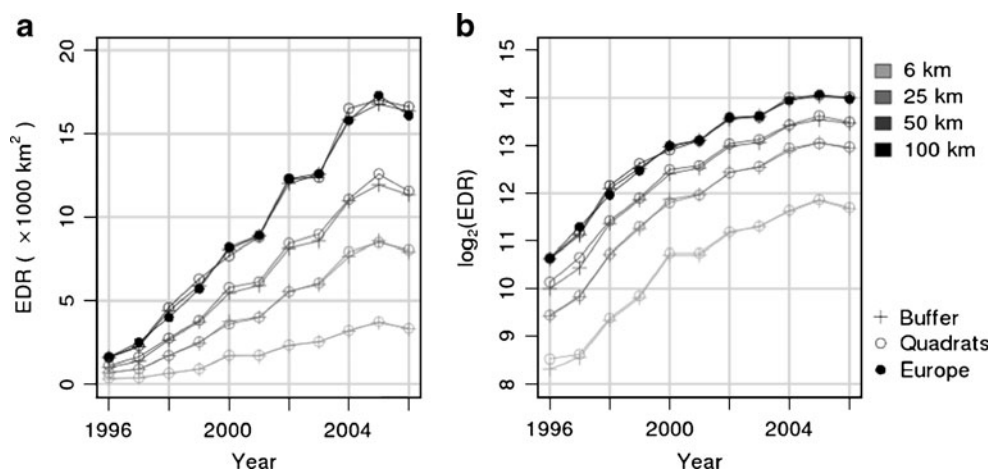 a
EDR ( ×1000 km²)
20
15
10
5
0
1996
2000
2004
Year
b
log₂(EDR)
15
14
13
12
11
10
9
8
1996
2000
2004
Year
6 km
25 km
50 km
100 km
Buffer
Quadrats
Europe